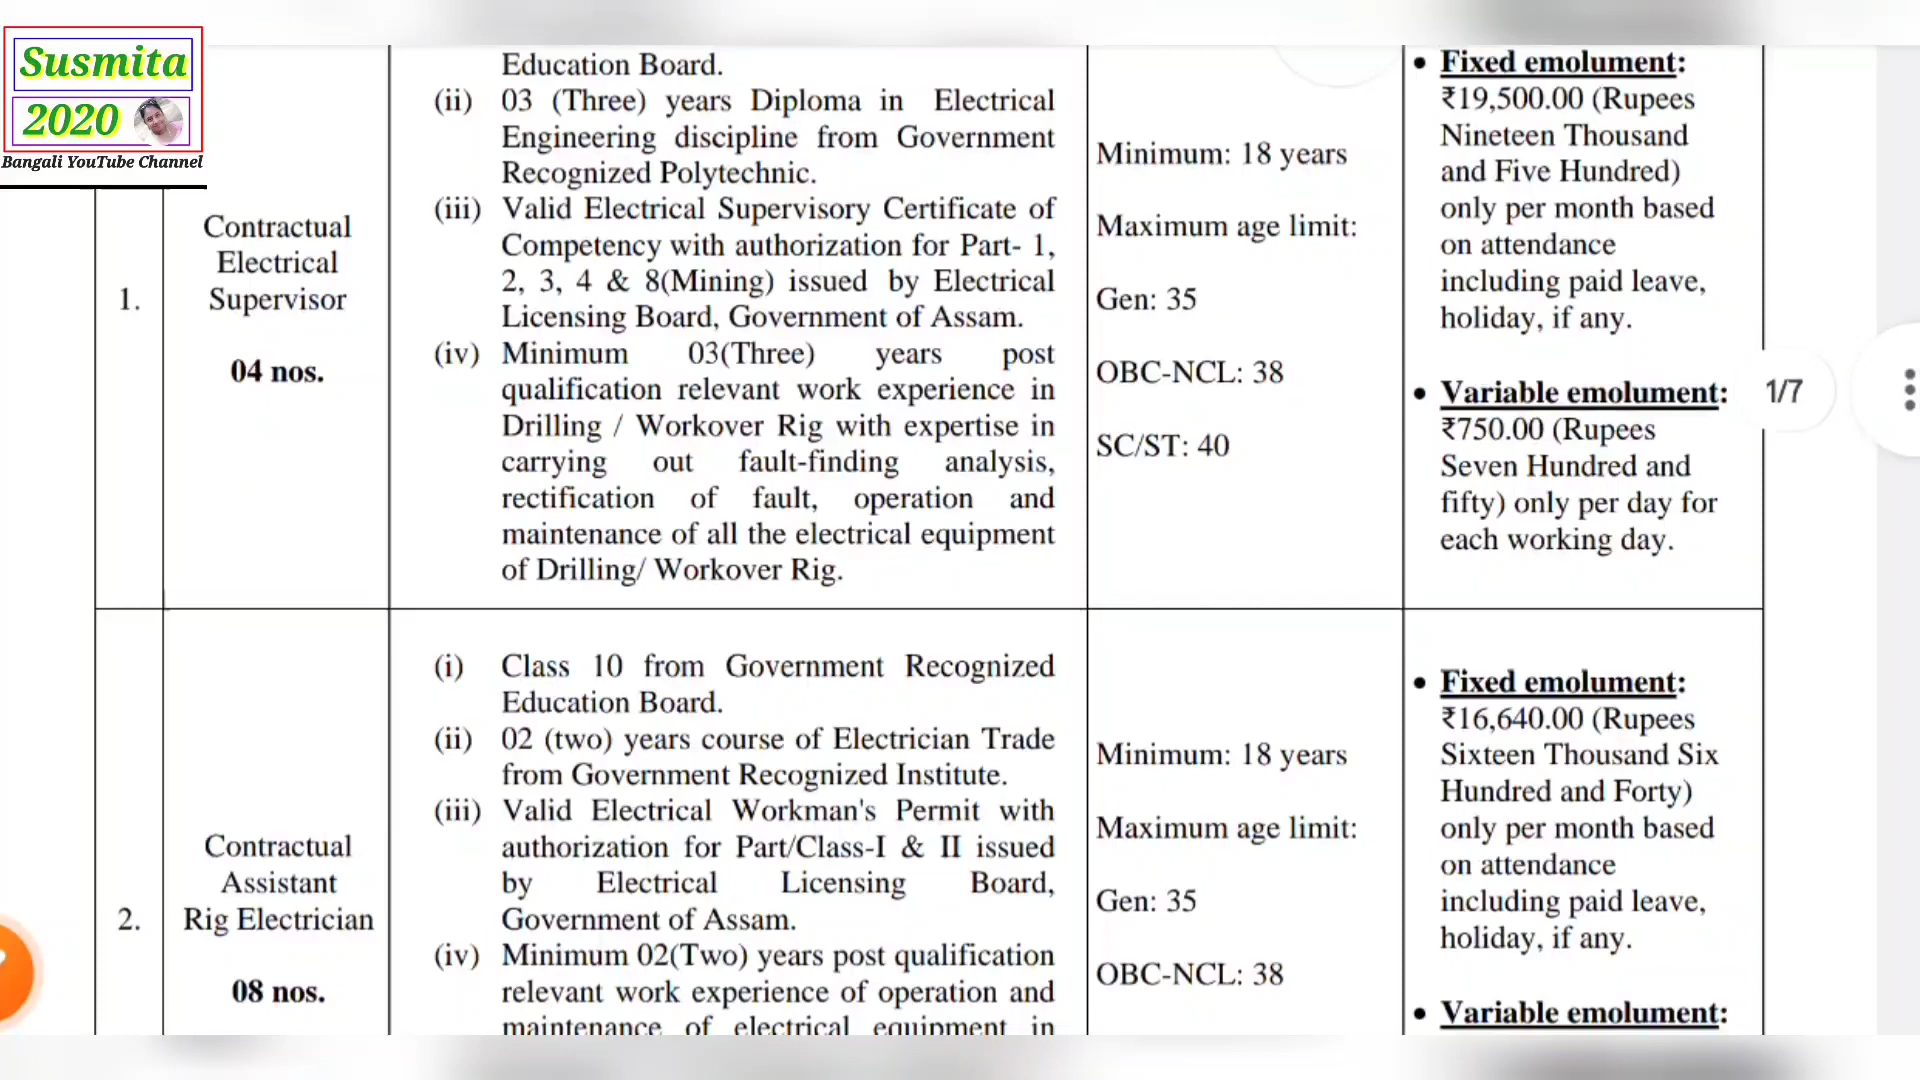 Susmita
2020
Bangali YouTube Channel
1.
Contractual
Electrical
Supervisor
04 nos.
Education Board.
(ii) 03 (Three) years Diploma in Electrical
Engineering discipline from Government
Recognized Polytechnic.
(iii) Valid Electrical Supervisory Certificate of
Competency with authorization for Part- 1,
2, 3, 4 & 8(Mining) issued by Electrical
Licensing Board, Government of Assam.
(iv) Minimum 03(Three) years post
qualification relevant work experience in
Drilling / Workover Rig with expertise in
carrying out fault-finding analysis,
rectification of fault, operation and
maintenance of all the electrical equipment
of Drilling/ Workover Rig.
Minimum: 18 years
Maximum age limit:
Gen: 35
OBC-NCL: 38
SC/ST: 40
• Fixed emolument:
₹19,500.00 (Rupees
Nineteen Thousand
and Five Hundred)
only per month based
on attendance
including paid leave,
holiday, if any.
• Variable emolument:
₹750.00 (Rupees
Seven Hundred and
fifty) only per day for
each working day.
1/7
2.
Contractual
Assistant
Rig Electrician
08 nos.
(i) Class 10 from Government Recognized
Education Board.
(ii) 02 (two) years course of Electrician Trade
from Government Recognized Institute.
(iii) Valid Electrical Workman's Permit with
authorization for Part/Class-I & II issued
by Electrical Licensing Board,
Government of Assam.
(iv) Minimum 02(Two) years post qualification
relevant work experience of operation and
maintenance of electrical equipment in
Minimum: 18 years
Maximum age limit:
Gen: 35
OBC-NCL: 38
• Fixed emolument:
₹16,640.00 (Rupees
Sixteen Thousand Six
Hundred and Forty)
only per month based
on attendance
including paid leave,
holiday, if any.
• Variable emolument: